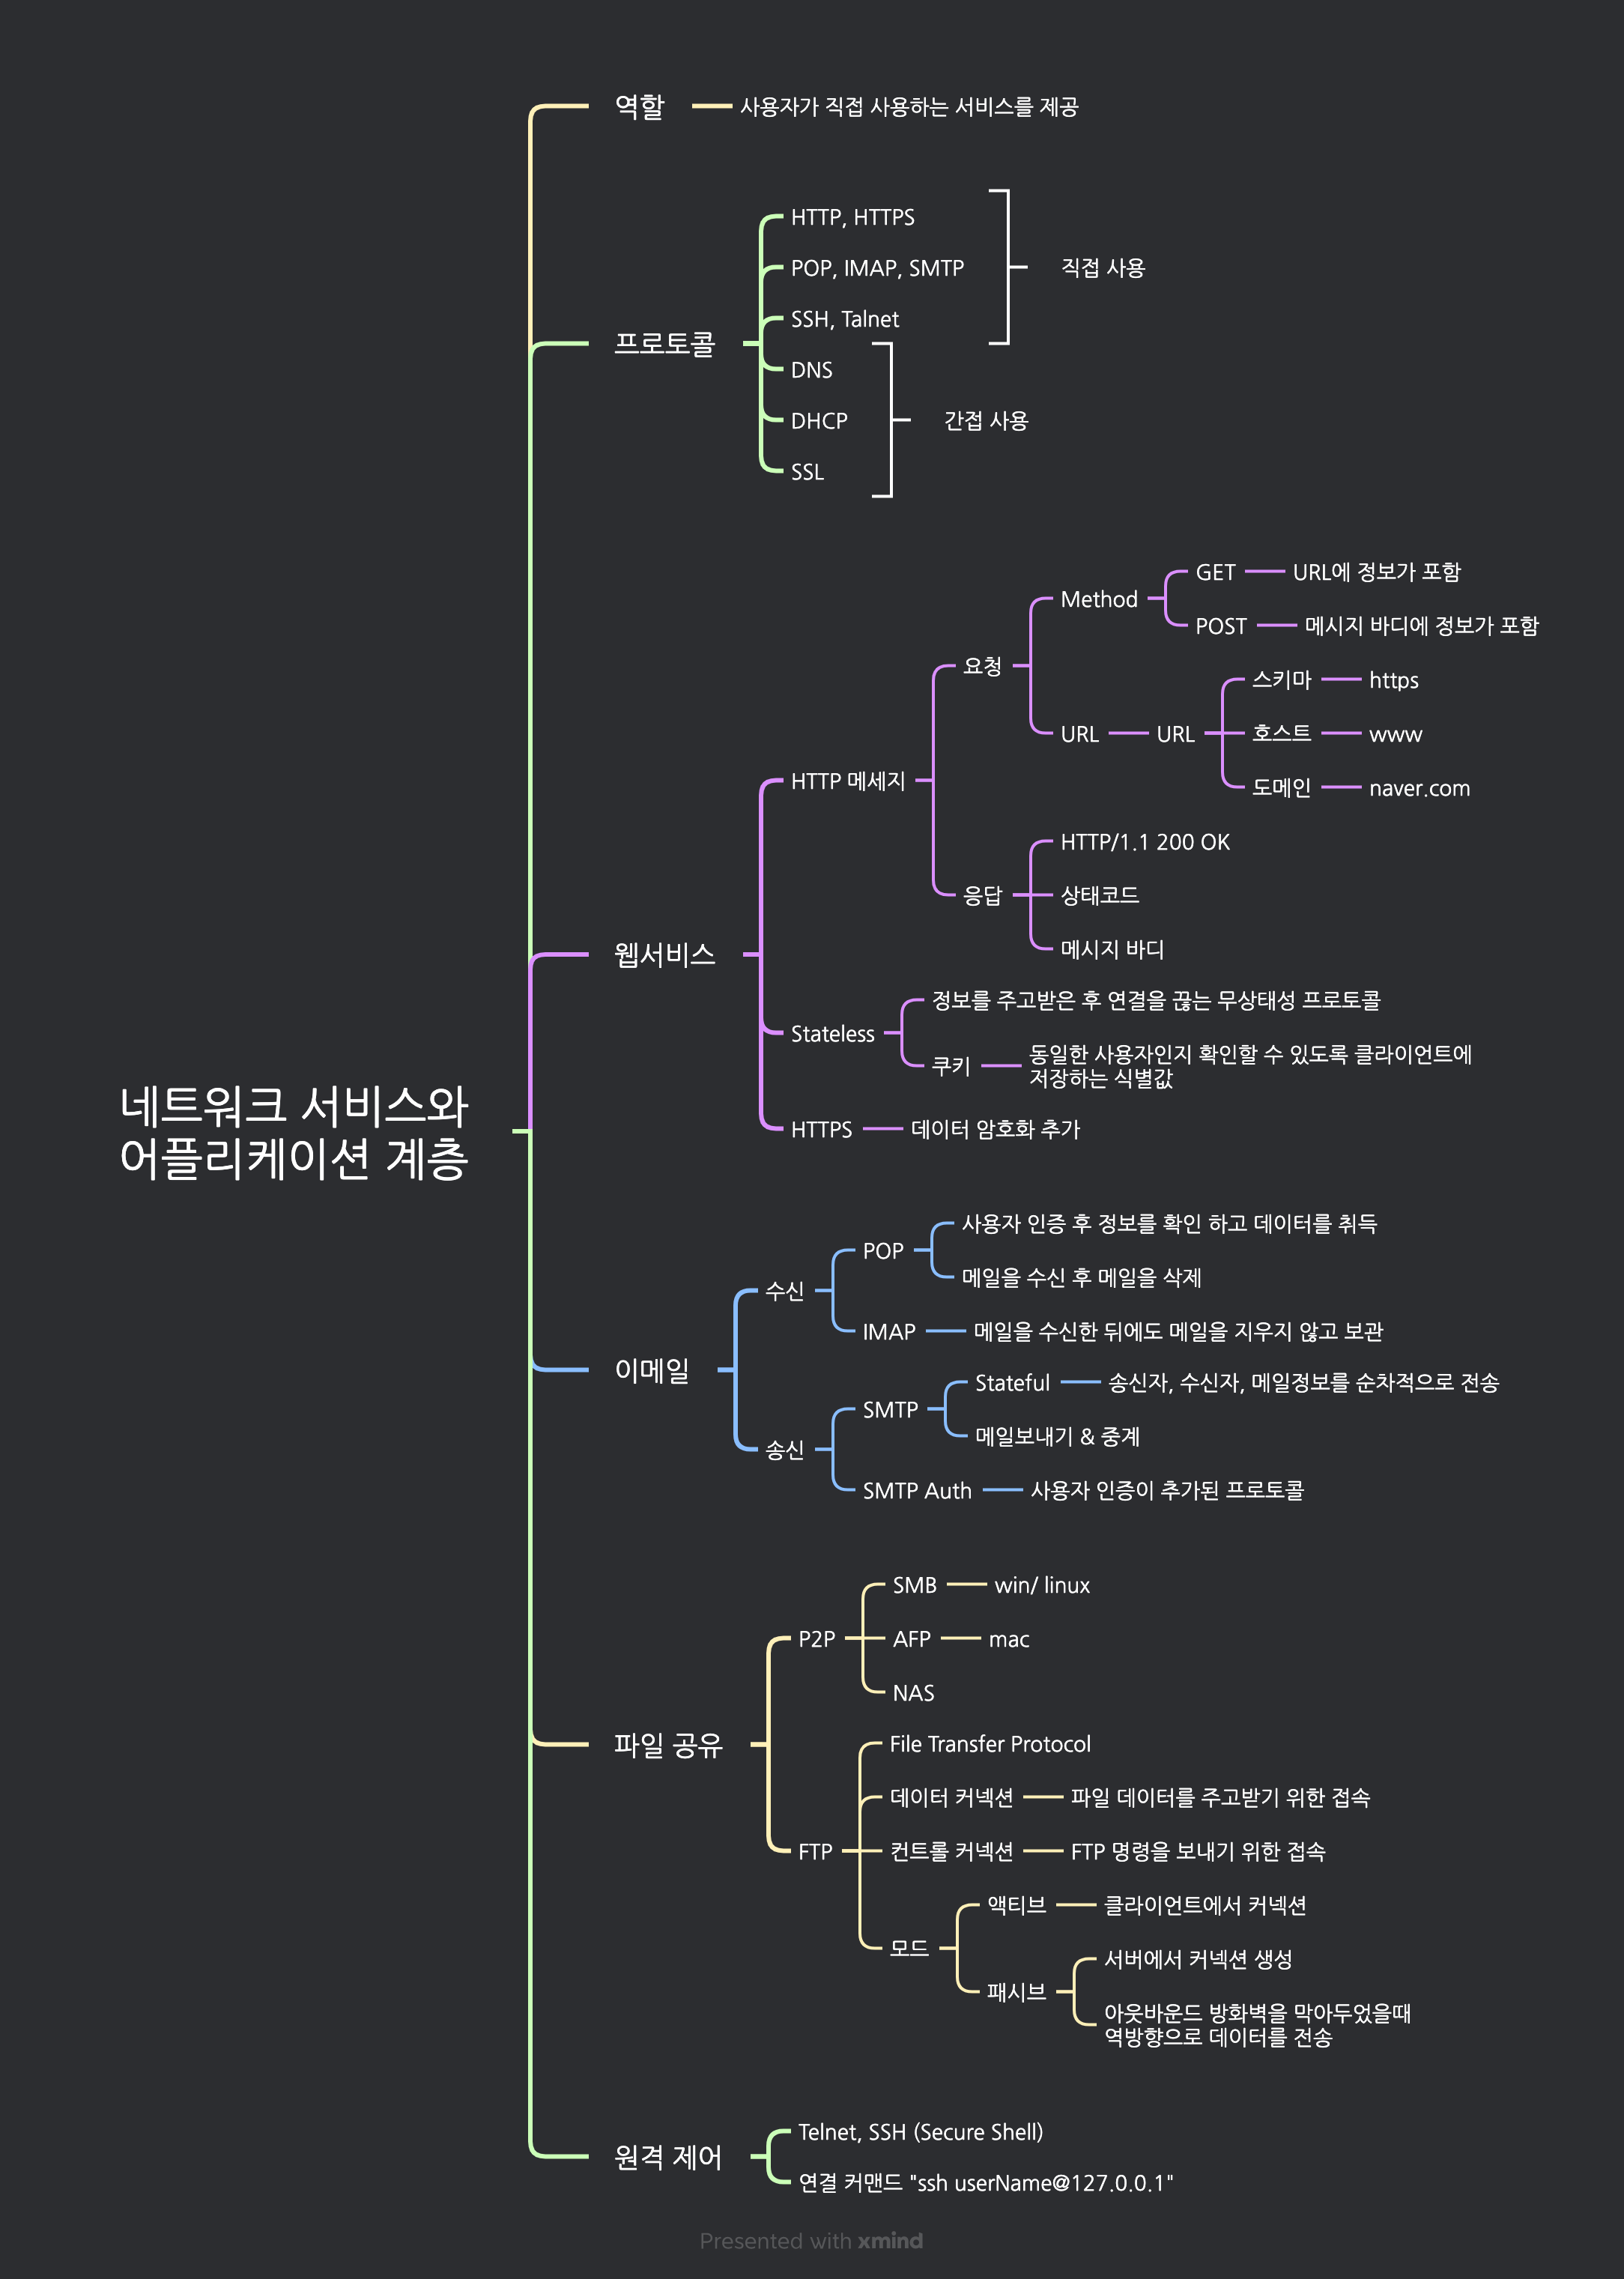 네트워크 서비스와
어플리케이션 계층
역할
사용자가 직접 사용하는 서비스를 제공
프로토콜
HTTP, HTTPS
POP, IMAP, SMTP
SSH, Talnet
직접 사용
DNS
DHCP
SSL
간접 사용
웹서비스
HTTP 메세지
요청
Method
GET
URL에 정보가 포함
POST
메시지 바디에 정보가 포함
URL
URL
스키마
https
호스트
www
도메인
naver.com
응답
HTTP/1.1 200 OK
상태코드
메시지 바디
Stateless
정보를 주고받은 후 연결을 끊는 무상태성 프로토콜
쿠키
동일한 사용자인지 확인할 수 있도록 클라이언트에
저장하는 식별값
HTTPS
데이터 암호화 추가
이메일
수신
POP
사용자 인증 후 정보를 확인 하고 데이터를 취득
메일을 수신 후 메일을 삭제
IMAP
메일을 수신한 뒤에도 메일을 지우지 않고 보관
송신
SMTP
Stateful
송신자, 수신자, 메일정보를 순차적으로 전송
메일보내기 & 중계
SMTP Auth
사용자 인증이 추가된 프로토콜
파일 공유
P2P
SMB
win/ linux
AFP
mac
NAS
FTP
File Transfer Protocol
데이터 커넥션
파일 데이터를 주고받기 위한 접속
컨트롤 커넥션
FTP 명령을 보내기 위한 접속
모드
액티브
클라이언트에서 커넥션
패시브
서버에서 커넥션 생성
아웃바운드 방화벽을 막아두었을때
역방향으로 데이터를 전송
원격 제어
Telnet, SSH (Secure Shell)
연결 커맨드 "ssh userName@127.0.0.1"
Presented with xmind